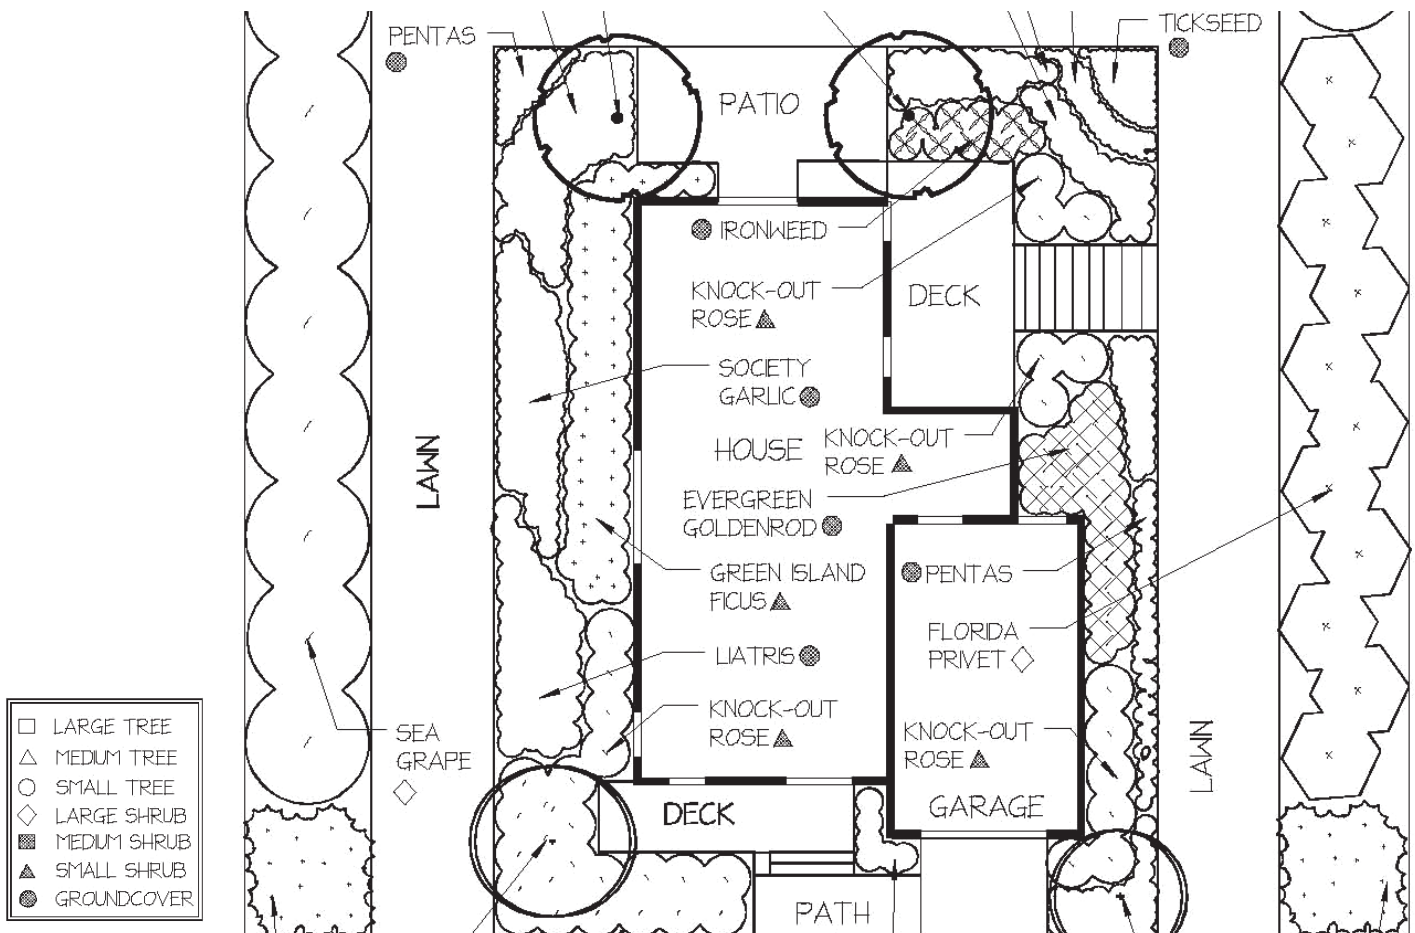 PENTAS
TICKSEED
PATIO
IRONWEED
KNOCK-OUT
ROSE
DECK
SOCIETY
GARLIC
LAWN
HOUSE
KNOCK-OUT
ROSE
EVERGREEN
GOLDENROD
GREEN ISLAND
FICUS
PENTAS
FLORIDA
PRIVET
LIATRIS
KNOCK-OUT
ROSE
KNOCK-OUT
ROSE
LAWN
SEA
GRAPE
DECK
GARAGE
PATH
LARGE TREE
MEDIUM TREE
SMALL TREE
LARGE SHRUB
MEDIUM SHRUB
SMALL SHRUB
GROUNDCOVER